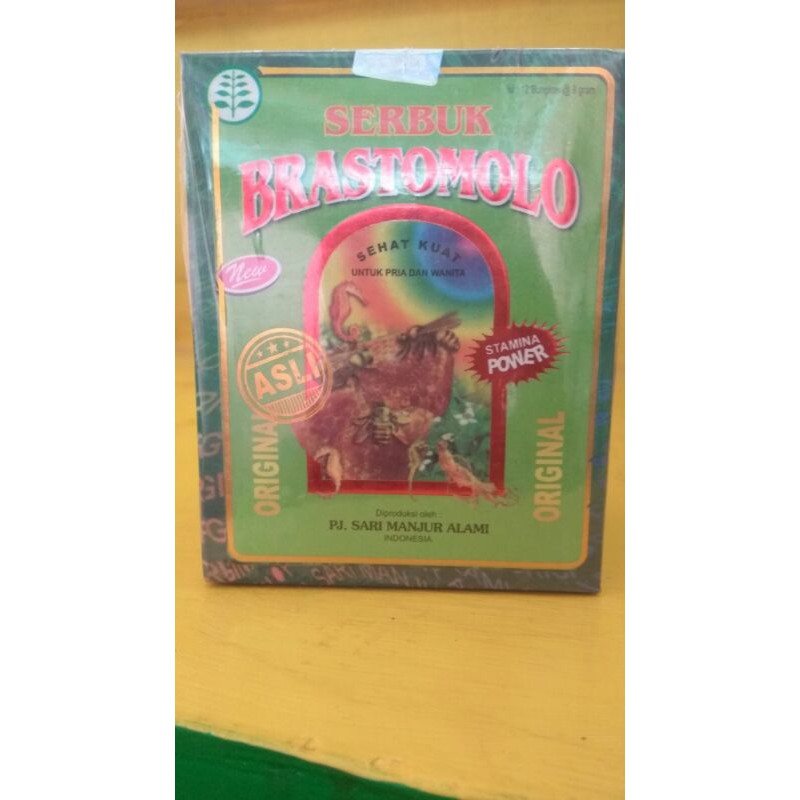 SERBUK
BRASTOMOLO
SEHAT KUAT
UNTUK PRIA DAN WANITA
New
ASLI
STAMINA
POWER
ORIGINAL
ORIGINAL
Diproduksi oleh :
PJ. SARI MANJUR ALAMI
INDONESIA